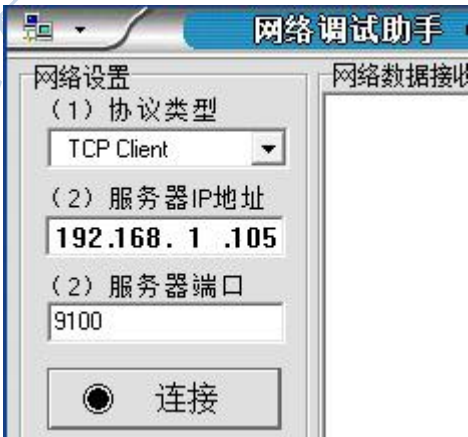 网络调试助手
网络设置
网络数据接收
(1) 协议类型
TCP Client
(2) 服务器IP地址
192.168. 1 .105
(2) 服务器端口
9100
连接